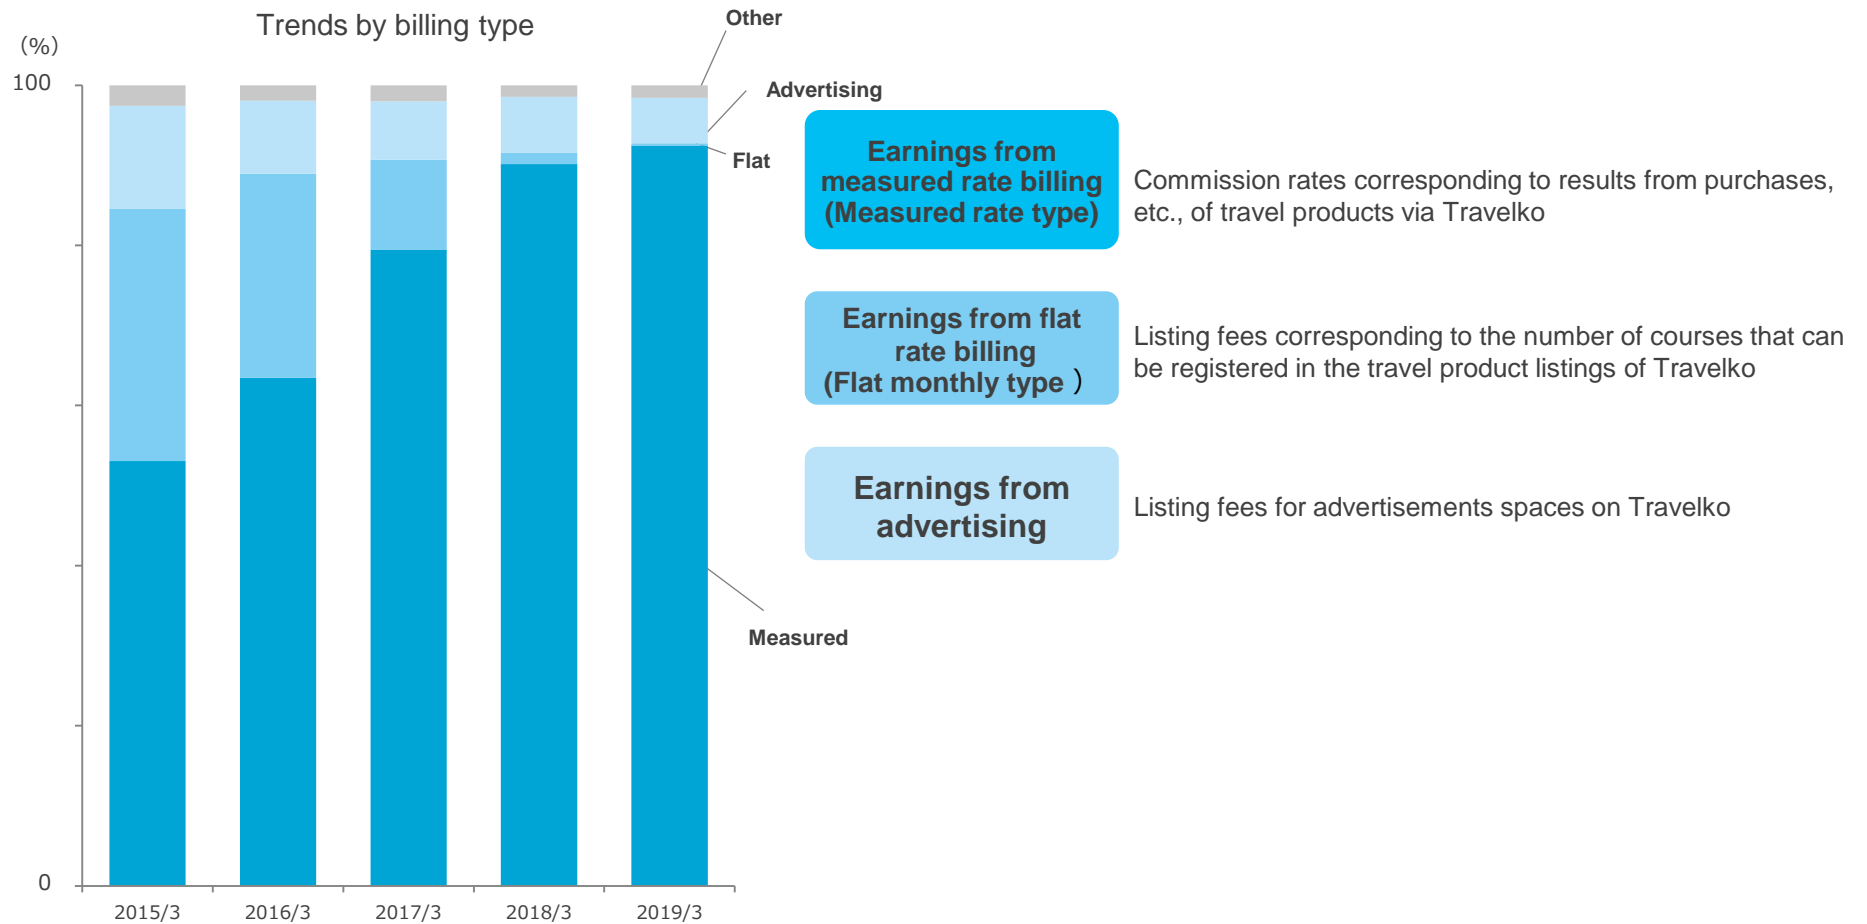 Trends by billing type
（%）
100
0
2015/3
2016/3
2017/3
2018/3
2019/3
Other
Advertising
Flat
Measured
Earnings from
measured rate billing
(Measured rate type)
Commission rates corresponding to results from purchases,
etc., of travel products via Travelko
Earnings from flat
rate billing
(Flat monthly type ）
Listing fees corresponding to the number of courses that can
be registered in the travel product listings of Travelko
Earnings from
advertising
Listing fees for advertisements spaces on Travelko